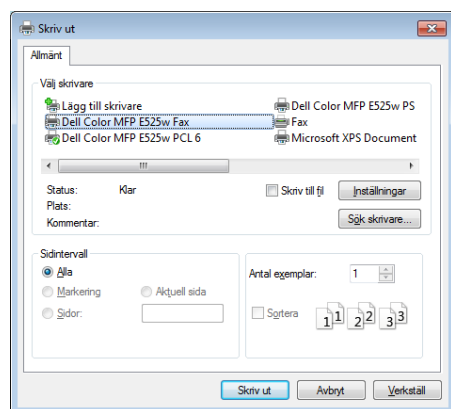 Skriv ut
Allmänt
Välj skrivare
Lägg till skrivare
Dell Color MFP E525w Fax
Dell Color MFP E525w PCL 6
Dell Color MFP E525w PS
Fax
Microsoft XPS Document
Status: Klar
Plats:
Kommentar:
Skriv till fil
Inställningar
Sök skrivare...
Sidintervall
Alla
Markering
Aktuell sida
Sidor:
Antal exemplar: 1
Sortera
1 1 2 2 3 3
Skriv ut Avbryt Verkställ